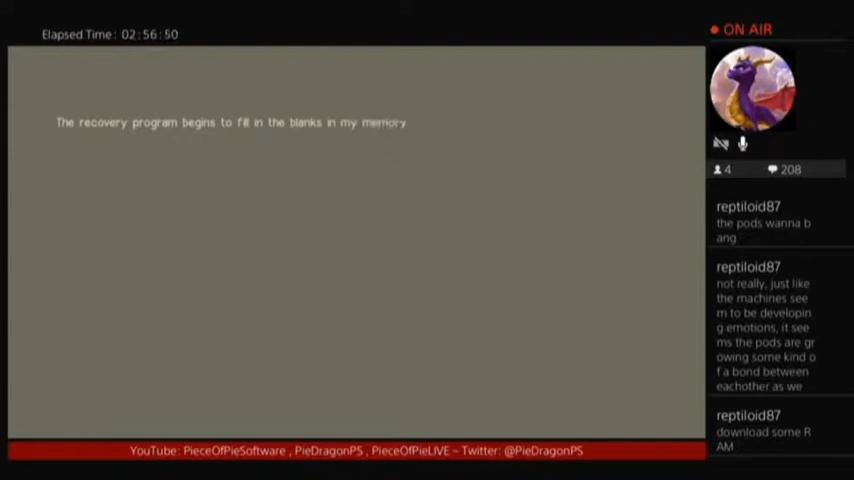 Elapsed Time: 02:56:50
ON AIR
The recovery program begins to fill in the blanks in my memory
4
208
reptiloid87
the pods wanna b
ang
reptiloid87
not really, just like
the machines see
m to be developin
g emotions, it see
ms the pods are gr
owing some kind o
f a bond between
eachother as we
reptiloid87
download some R
AM
YouTube: PieceOfPieSoftware , PieDragonPS , PieceOfPieLIVE ~ Twitter: @PieDragonPS